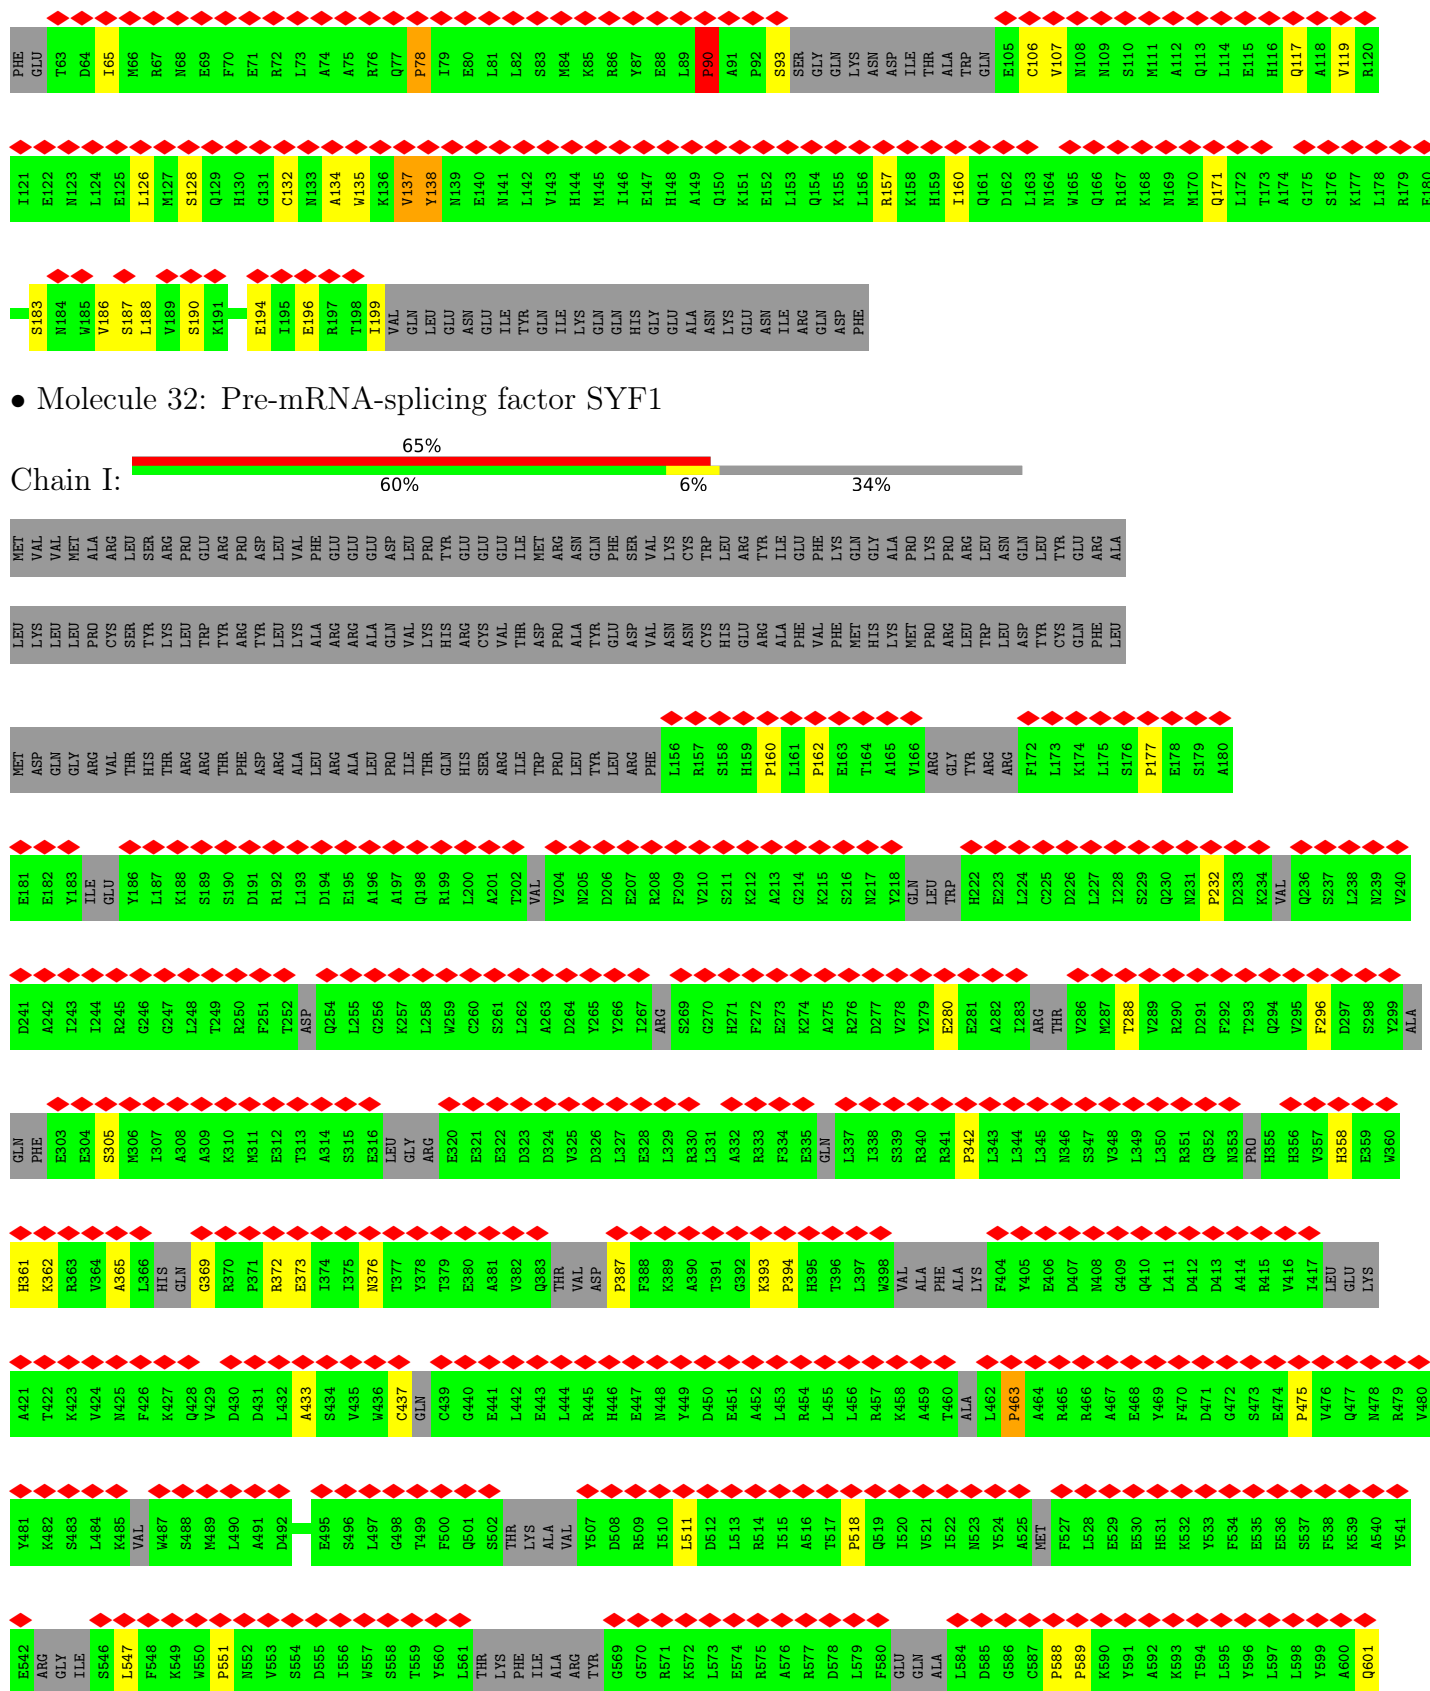 PHE GLU T63 D64 I65 M66 R67 N68 E69 F70 E71 R72 L73 A74 A75 R76 Q77 P78 I79 E80 L81 L82 S83 M84 K85 R86 Y87 E88 L89 P90 A91 P92 S93 SER GLY GLN LYS ASN ASP ILE THR ALA TRP GLN E105 C106 V107 N108 N109 S110 M111 A112 Q113 L114 E115 H116 Q117 A118 V119 R120
I121 E122 N123 L124 E125 L126 M127 S128 Q129 H130 G131 C132 N133 A134 W135 K136 V137 Y138 N139 E140 N141 L142 V143 H144 M145 I146 E147 H148 A149 Q150 K151 E152 L153 Q154 K155 L156 R157 K158 H159 I160 Q161 D162 L163 N164 W165 Q166 R167 K168 N169 M170 Q171 L172 T173 A174 G175 S176 K177 L178 R179 E180
S183 N184 W185 V186 S187 L188 V189 S190 K191 E194 I195 E196 R197 T198 I199 VAL GLN LEU GLU ASN GLU ILE TYR GLN ILE LYS GLN GLN HIS GLY GLU ALA ASN LYS GLU ASN ILE ARG GLN ASP PHE
• Molecule 32: Pre-mRNA-splicing factor SYF1
65%
Chain I:
60% 6% 34%
MET VAL VAL MET ALA ARG LEU SER ARG PRO GLU ARG PRO ASP LEU VAL PHE GLU GLU GLU ASP LEU PRO TYR GLU GLU GLU ILE MET ARG ASN GLN PHE SER VAL LYS CYS TRP LEU ARG TYR ILE GLU PHE LYS GLN GLY ALA PRO LYS PRO ARG LEU ASN GLN LEU TYR GLU ARG ALA
LEU LYS LEU LEU PRO CYS SER TYR LYS LEU TRP TYR ARG TYR LEU LYS ALA ARG ARG ALA GLN VAL LYS HIS ARG CYS VAL THR ASP PRO ALA TYR GLU ASP VAL ASN ASN CYS HIS GLU ARG ALA PHE VAL PHE MET HIS LYS MET PRO ARG LEU TRP LEU ASP TYR CYS GLN PHE LEU
MET ASP GLN GLY ARG VAL THR HIS THR ARG ARG THR PHE ASP ARG ALA LEU ARG ALA LEU PRO ILE THR GLN HIS SER ARG ILE TRP PRO LEU TYR LEU ARG PHE L156 R157 S158 H159 P160 L161 P162 E163 T164 A165 V166 ARG GLY TYR ARG ARG F172 L173 K174 L175 S176 P177 E178 S179 A180
E181 E182 Y183 ILE GLU Y186 L187 K188 S189 S190 D191 R192 L193 D194 E195 A196 A197 Q198 R199 L200 A201 T202 VAL V204 N205 D206 E207 R208 F209 V210 S211 K212 A213 G214 K215 S216 N217 Y218 GLN LEU TRP H222 E223 L224 C225 D226 L227 I228 S229 Q230 N231 P232 D233 K234 VAL Q236 S237 L238 N239 V240
D241 A242 I243 I244 R245 G246 G247 L248 T249 R250 F251 T252 ASP Q254 L255 G256 K257 L258 W259 C260 S261 L262 A263 D264 Y265 Y266 I267 ARG S269 G270 H271 F272 E273 K274 A275 R276 D277 V278 Y279 E280 E281 A282 I283 ARG THR V286 M287 T288 V289 R290 D291 F292 T293 Q294 V295 F296 D297 S298 Y299 ALA
GLN PHE E303 E304 S305 M306 I307 A308 A309 K310 M311 E312 T313 A314 S315 E316 LEU GLY ARG E320 E321 E322 D323 D324 V325 D326 L327 E328 L329 R330 L331 A332 R333 F334 E335 GLN L337 I338 S339 R340 R341 P342 L343 L344 L345 N346 S347 V348 L349 L350 R351 Q352 N353 PRO H355 H356 V357 H358 E359 W360
H361 K362 R363 V364 A365 L366 HIS GLN G369 R370 P371 R372 E373 I374 I375 N376 T377 Y378 T379 E380 A381 V382 Q383 THR VAL ASP P387 F388 K389 A390 T391 G392 K393 P394 H395 T396 L397 W398 VAL ALA PHE ALA LYS F404 Y405 E406 D407 N408 G409 Q410 L411 D412 D413 A414 R415 V416 I417 LEU GLU LYS
A421 T422 K423 V424 N425 F426 K427 Q428 V429 D430 D431 L432 A433 S434 V435 W436 C437 GLN C439 G440 E441 L442 E443 L444 R445 H446 E447 N448 Y449 D450 E451 A452 L453 R454 L455 L456 R457 K458 A459 T460 ALA L462 P463 A464 R465 R466 A467 E468 Y469 F470 D471 G472 S473 E474 P475 V476 Q477 N478 R479 V480
Y481 K482 S483 L484 K485 VAL W487 S488 M489 L490 A491 D492 E495 S496 L497 G498 T499 F500 Q501 S502 THR LYS ALA VAL Y507 D508 R509 I510 L511 D512 L513 R514 I515 A516 T517 P518 Q519 I520 V521 I522 N523 Y524 A525 MET F527 L528 E529 E530 H531 K532 Y533 F534 E535 E536 S537 F538 K539 A540 Y541
E542 ARG GLY ILE S546 L547 F548 K549 W550 P551 N552 V553 S554 D555 I556 W557 S558 T559 Y560 L561 THR LYS PHE ILE ALA ARG TYR G569 G570 R571 K572 L573 E574 R575 A576 R577 D578 L579 F580 GLU GLN ALA L584 D585 G586 C587 P588 P589 K590 Y591 A592 K593 T594 L595 Y596 L597 L598 Y599 A600 Q601